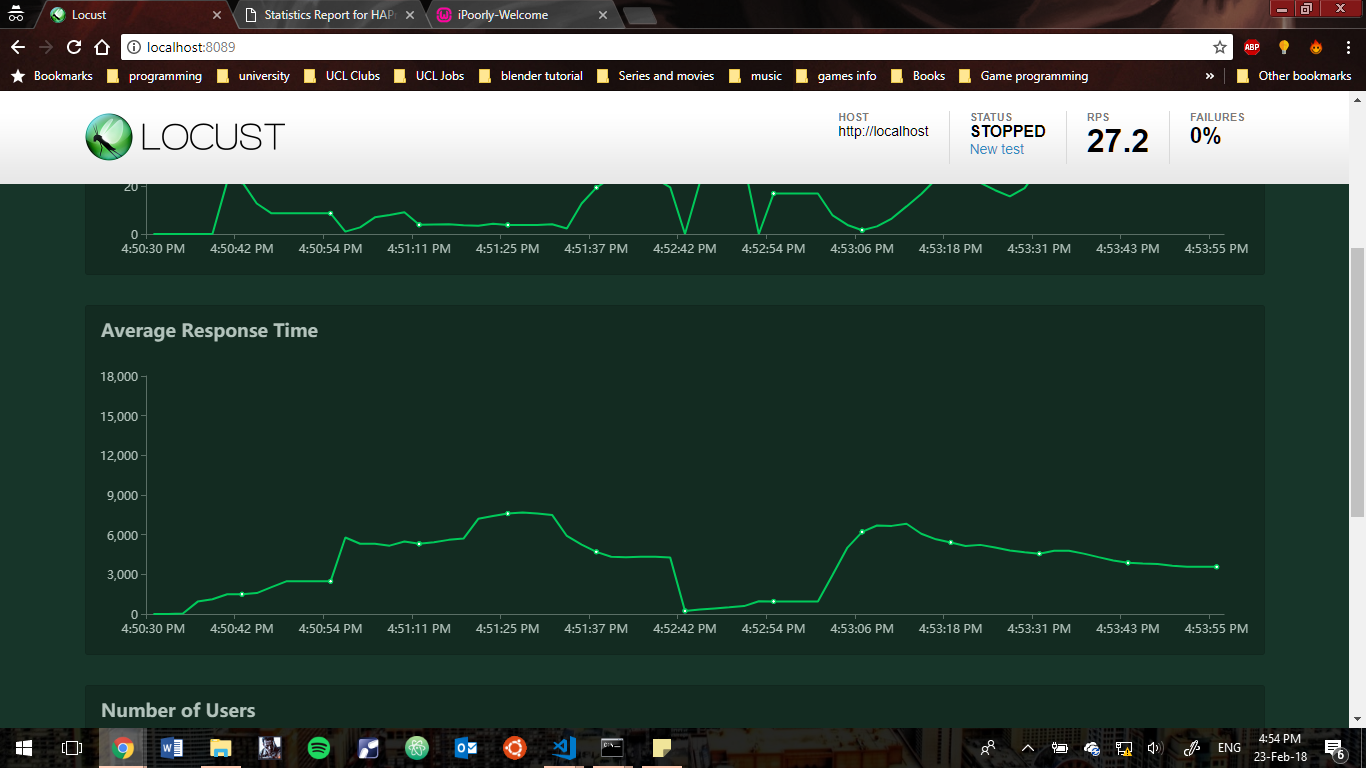 Locust
Statistics Report for HAP
iPoorly-Welcome
localhost:8089
ABP
Bookmarks programming university UCL Clubs UCL Jobs blender tutorial Series and movies music games info Books Game programming » Other bookmarks
LOCUST
HOST
http://localhost
STATUS
STOPPED
New test
RPS
27.2
FAILURES
0%
20
0
4:50:30 PM 4:50:42 PM 4:50:54 PM 4:51:11 PM 4:51:25 PM 4:51:37 PM 4:52:42 PM 4:52:54 PM 4:53:06 PM 4:53:18 PM 4:53:31 PM 4:53:43 PM 4:53:55 PM
Average Response Time
18,000
15,000
12,000
9,000
6,000
3,000
0
4:50:30 PM 4:50:42 PM 4:50:54 PM 4:51:11 PM 4:51:25 PM 4:51:37 PM 4:52:42 PM 4:52:54 PM 4:53:06 PM 4:53:18 PM 4:53:31 PM 4:53:43 PM 4:53:55 PM
Number of Users
ENG
4:54 PM
23-Feb-18
6